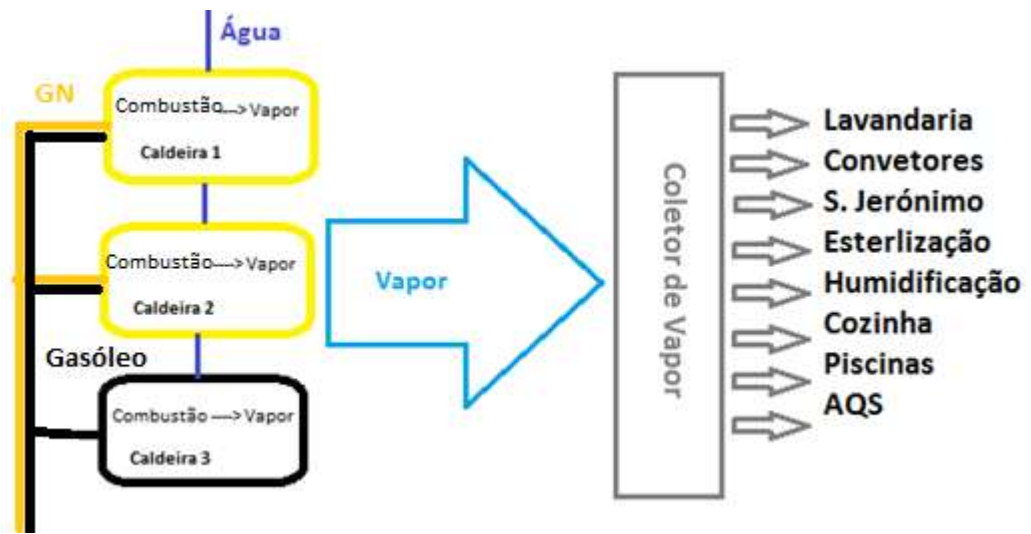 Água
GN
Combustão ---> Vapor
Caldeira 1
Combustão ----> Vapor
Caldeira 2
Gasóleo
Combustão ----> Vapor
Caldeira 3
Vapor
Coletor de Vapor
Lavandaria
Convetores
S. Jerónimo
Esterlização
Humidificação
Cozinha
Piscinas
AQS